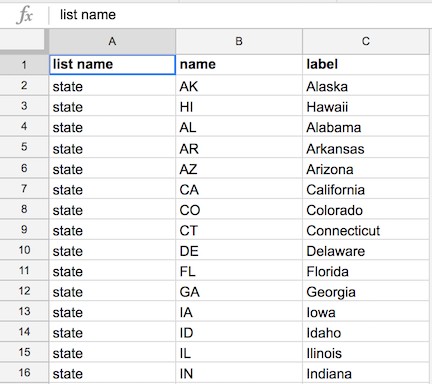 fx list name
A B C
1 list name name label
2 state AK Alaska
3 state HI Hawaii
4 state AL Alabama
5 state AR Arkansas
6 state AZ Arizona
7 state CA California
8 state CO Colorado
9 state CT Connecticut
10 state DE Delaware
11 state FL Florida
12 state GA Georgia
13 state IA Iowa
14 state ID Idaho
15 state IL Ilinois
16 state IN Indiana